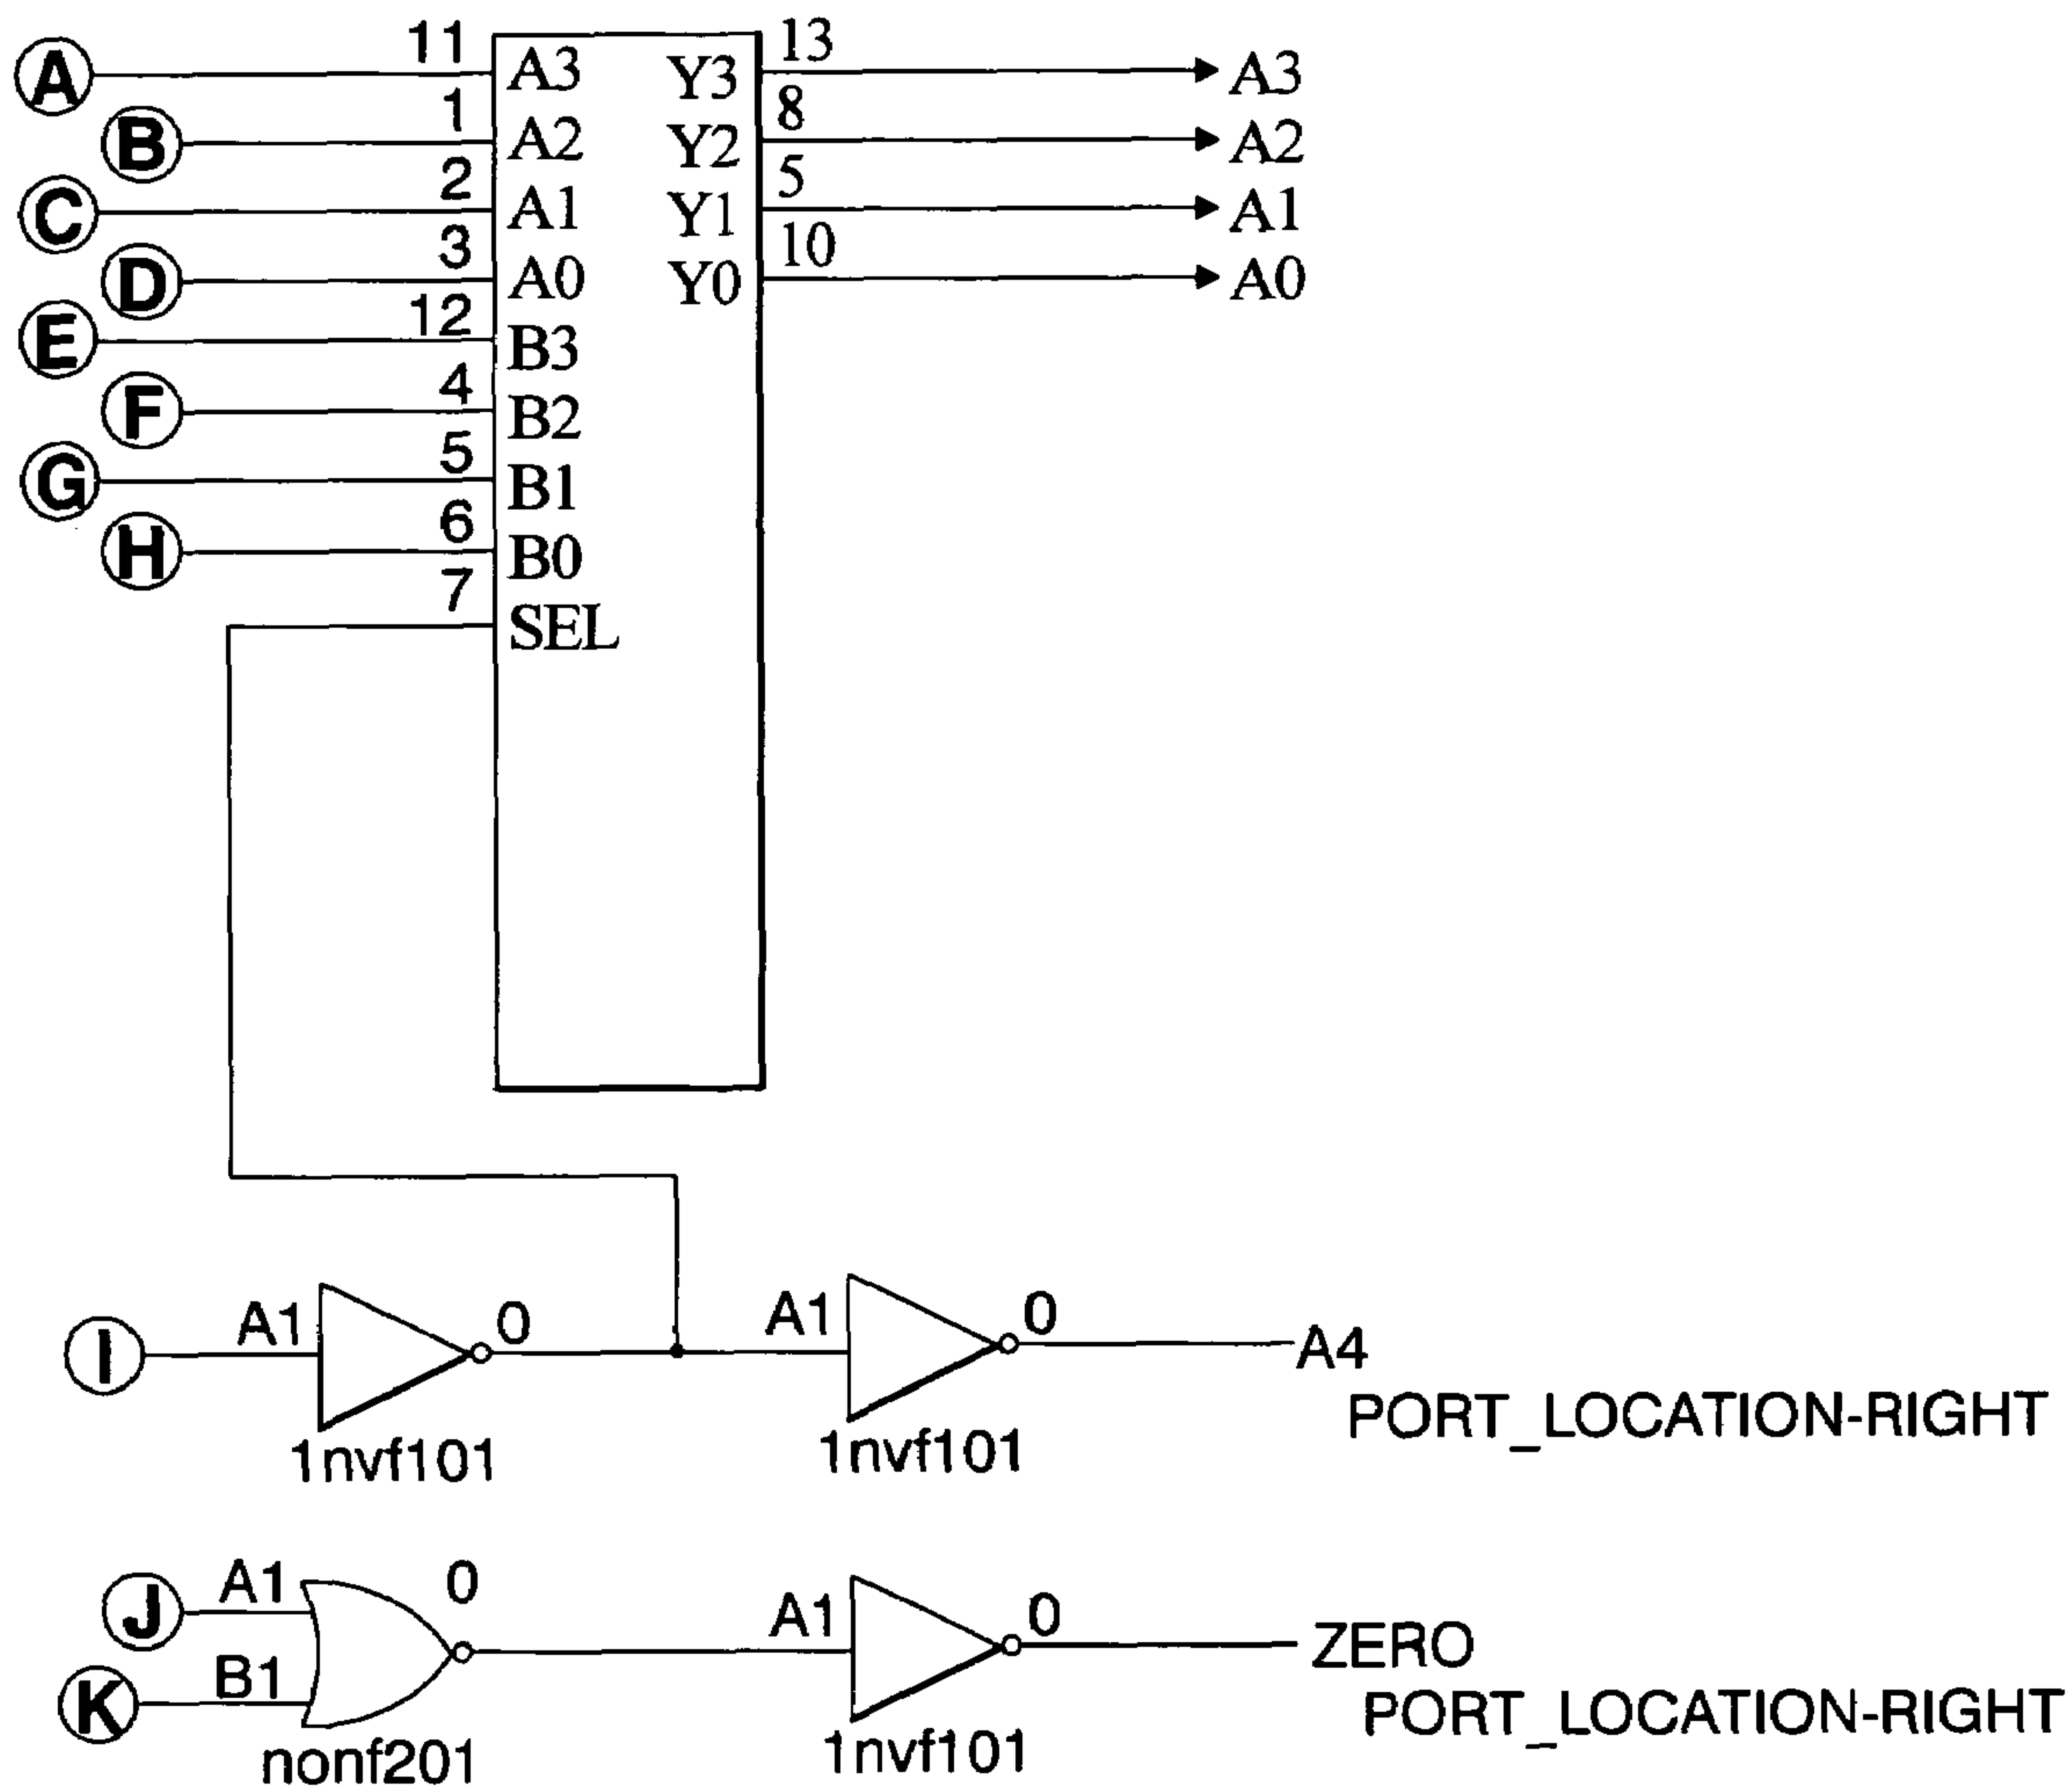 11 13
A A3 Y3 A3
1 8
B A2 Y2 A2
2 5
C A1 Y1 A1
3 10
D A0 Y0 A0
12
E B3
4
F B2
5
G B1
6
H B0
7
SEL
I A1 0 A1 0 A4
PORT_LOCATION-RIGHT
1nvf101 1nvf101
J A1 0 A1 0 ZERO
K B1 PORT_LOCATION-RIGHT
nonf201 1nvf101